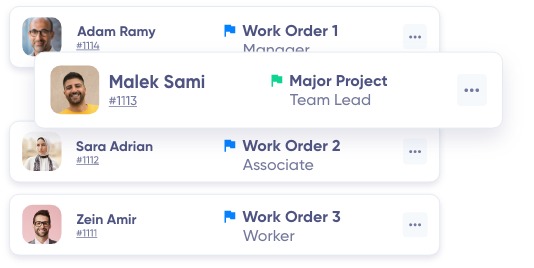 Adam Ramy
#1114
Work Order 1
Manager
Malek Sami
#1113
Major Project
Team Lead
Sara Adrian
#1112
Work Order 2
Associate
Zein Amir
#1111
Work Order 3
Worker